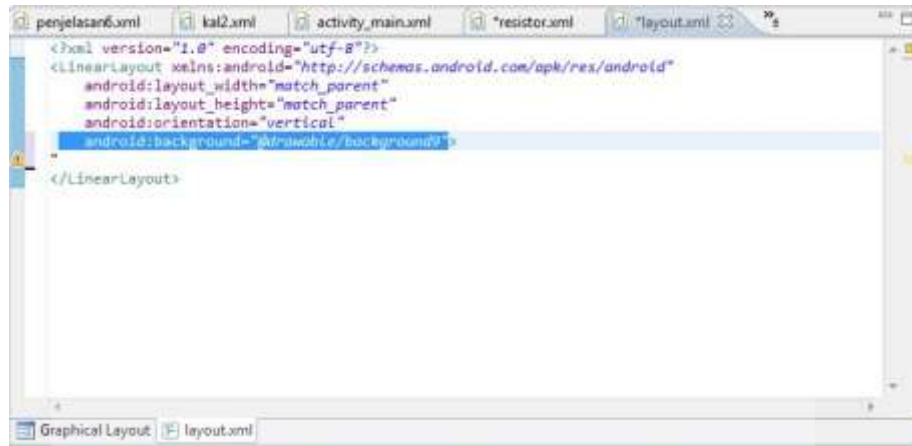 penjelasan6.xml kal2.xml activity_main.xml *resistor.xml *layout.xml
<?xml version="1.0" encoding="utf-8"?>
<LinearLayout xmlns:android="http://schemas.android.com/apk/res/android"
android:layout_width="match_parent"
android:layout_height="match_parent"
android:orientation="vertical"
android:background="@drawable/background9">
"
</LinearLayout>
Graphical Layout layout.xml